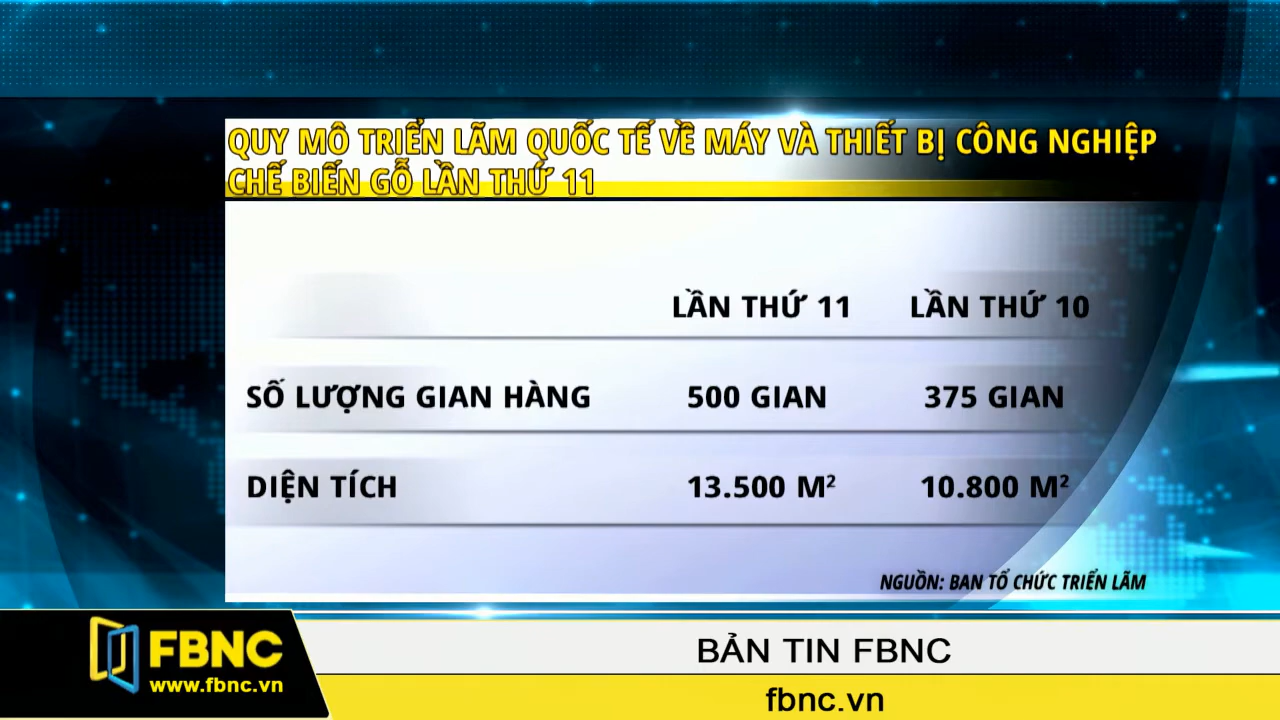 QUY MÔ TRIỂN LÃM QUỐC TẾ VỀ MÁY VÀ THIẾT BỊ CÔNG NGHIỆP
CHẾ BIẾN GỖ LẦN THỨ 11
LẦN THỨ 11 LẦN THỨ 10
SỐ LƯỢNG GIAN HÀNG 500 GIAN 375 GIAN
DIỆN TÍCH 13.500 M² 10.800 M²
NGUỒN: BAN TỔ CHỨC TRIỂN LÃM
FBNC
www.fbnc.vn
BẢN TIN FBNC
fbnc.vn